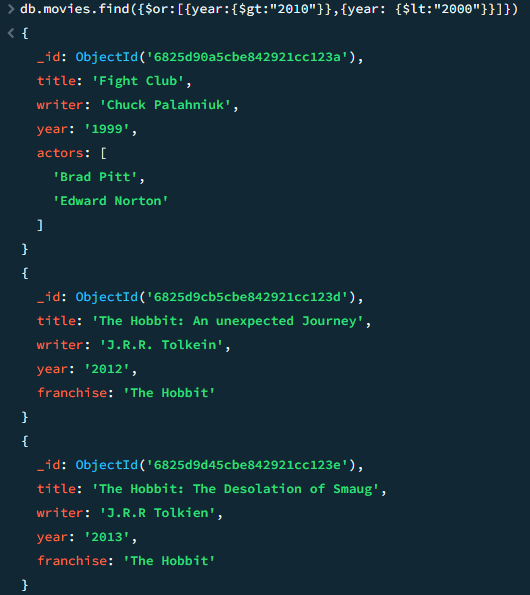 > db.movies.find({$or:[{year:{$gt:"2010"}},{year: {$lt:"2000"}}]})
< {
_id: ObjectId('6825d90a5cbe842921cc123a'),
title: 'Fight Club',
writer: 'Chuck Palahniuk',
year: '1999',
actors: [
'Brad Pitt',
'Edward Norton'
]
}
{
_id: ObjectId('6825d9cb5cbe842921cc123d'),
title: 'The Hobbit: An unexpected Journey',
writer: 'J.R.R. Tolkein',
year: '2012',
franchise: 'The Hobbit'
}
{
_id: ObjectId('6825d9d45cbe842921cc123e'),
title: 'The Hobbit: The Desolation of Smaug',
writer: 'J.R.R Tolkien',
year: '2013',
franchise: 'The Hobbit'
}